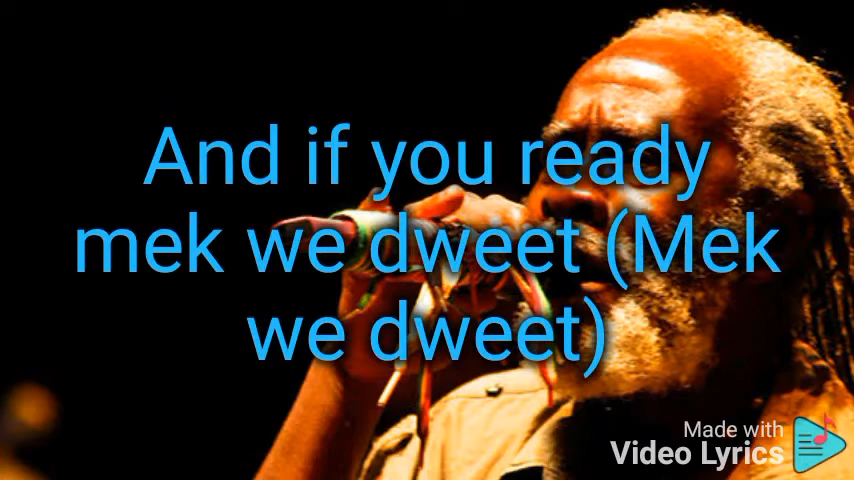 And if you ready
mek we dweet (Mek
we dweet)
Made with
Video Lyrics